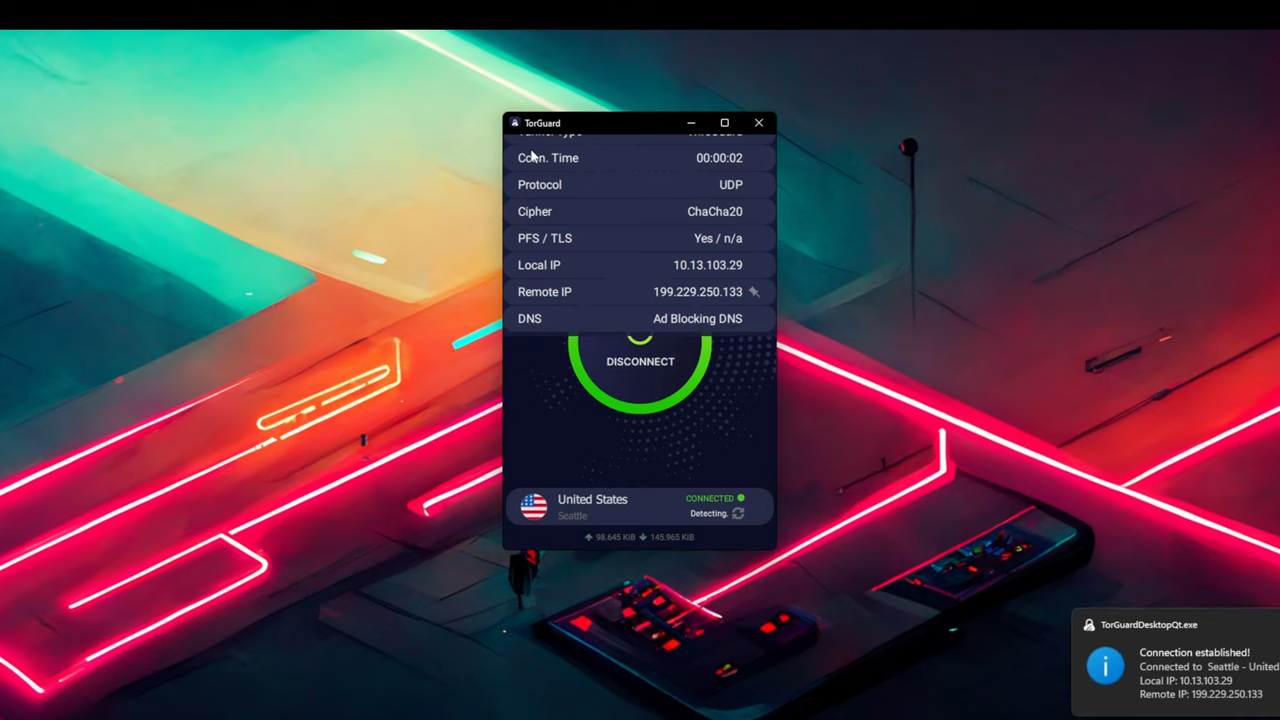 TorGuard
Tunnel Type WireGuard
Conn. Time 00:00:02
Protocol UDP
Cipher ChaCha20
PFS / TLS Yes / n/a
Local IP 10.13.103.29
Remote IP 199.229.250.133
DNS Ad Blocking DNS
DISCONNECT
United States CONNECTED
Seattle Detecting.
98.645 KiB 145.965 KiB
TorGuardDesktopQt.exe
Connection established!
Connected to Seattle - United
Local IP: 10.13.103.29
Remote IP: 199.229.250.133